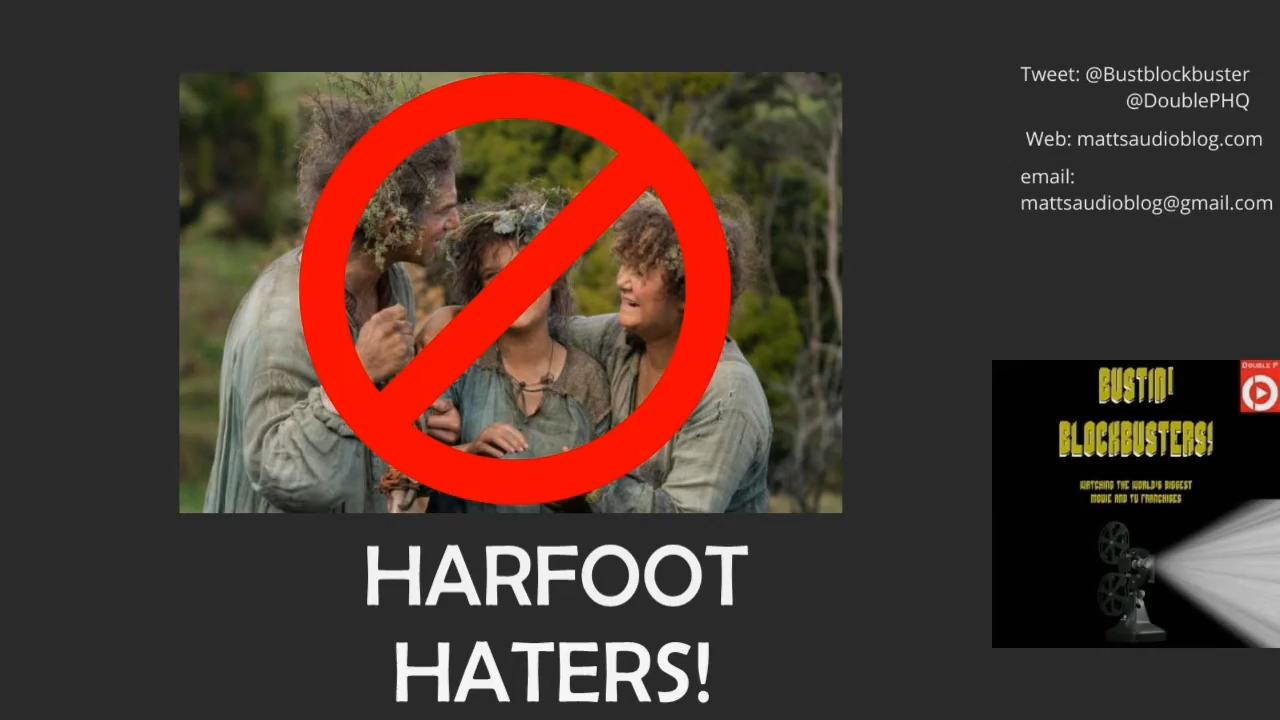 Tweet: @Bustblockbuster
@DoublePHQ
Web: mattsaudioblog.com
email:
mattsaudioblog@gmail.com
DOUBLE P
BUSTIN!
BLOCKBUSTERS!
WATCHING THE WORLD'S BIGGEST
MOVIE AND TV FRANCHISES
HARFOOT
HATERS!